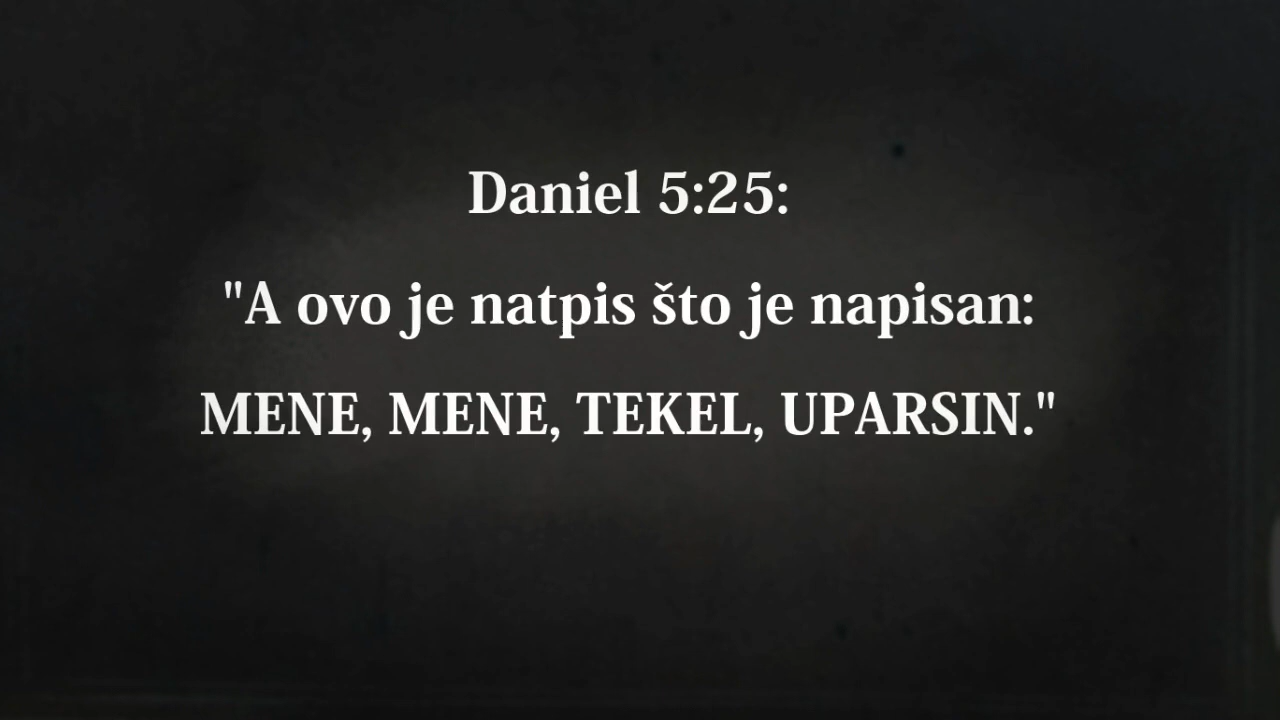 Daniel 5:25:
"A ovo je natpis što je napisan:
MENE, MENE, TEKEL, UPARSIN."